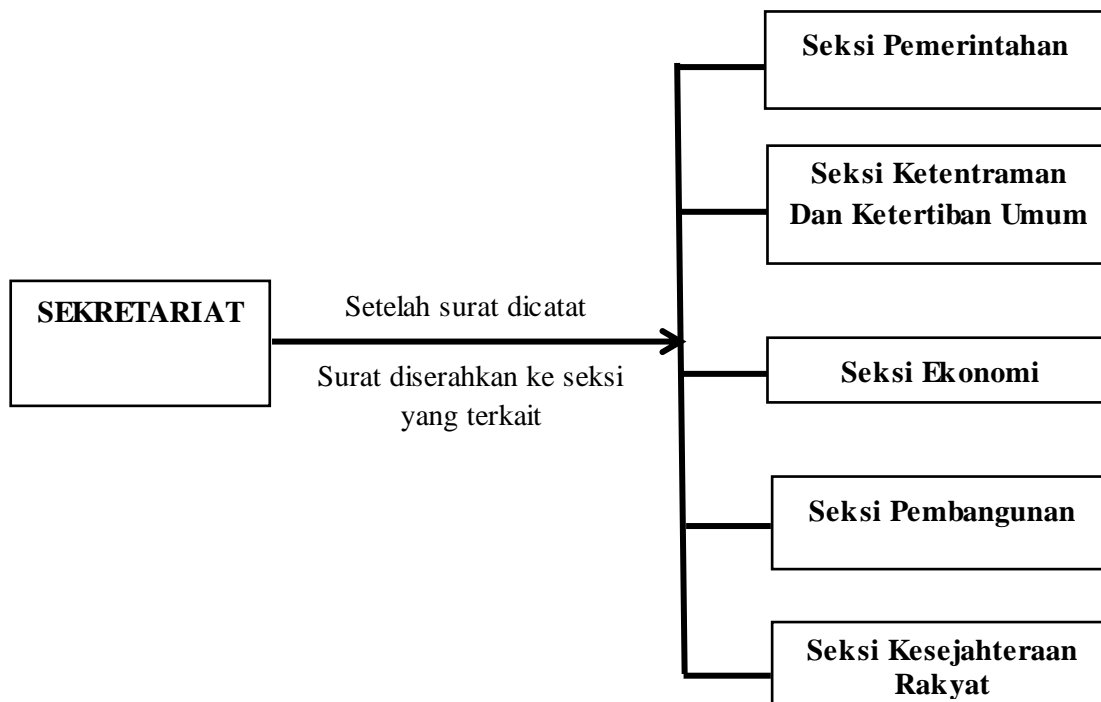 Seksi Pemerintahan
Seksi Ketentraman
Dan Ketertiban Umum
SEKRETARIAT
Setelah surat dicatat
Surat diserahkan ke seksi
yang terkait
Seksi Ekonomi
Seksi Pembangunan
Seksi Kesejahteraan
Rakyat